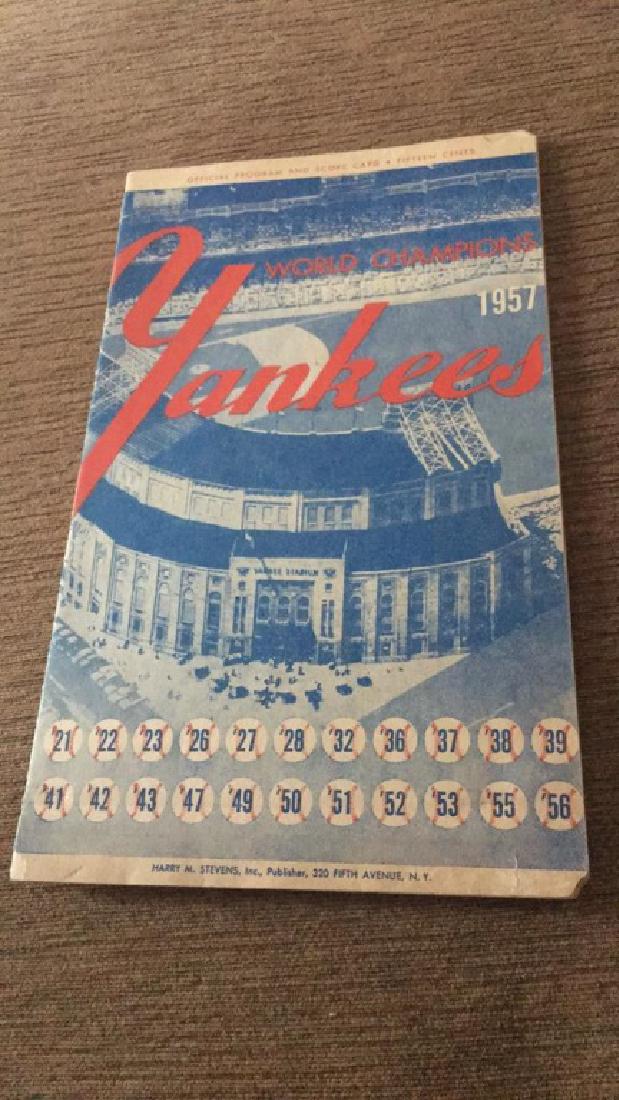 OFFICIAL PROGRAM AND SCORE CARD • FIFTEEN CENTS
WORLD CHAMPIONS
1957
Yankees
YANKEE STADIUM
'21 '22 '23 '26 '27 '28 '32 '36 '37 '38 '39
'41 '42 '43 '47 '49 '50 '51 '52 '53 '55 '56
HARRY M. STEVENS, Inc., Publisher, 320 FIFTH AVENUE, N. Y.